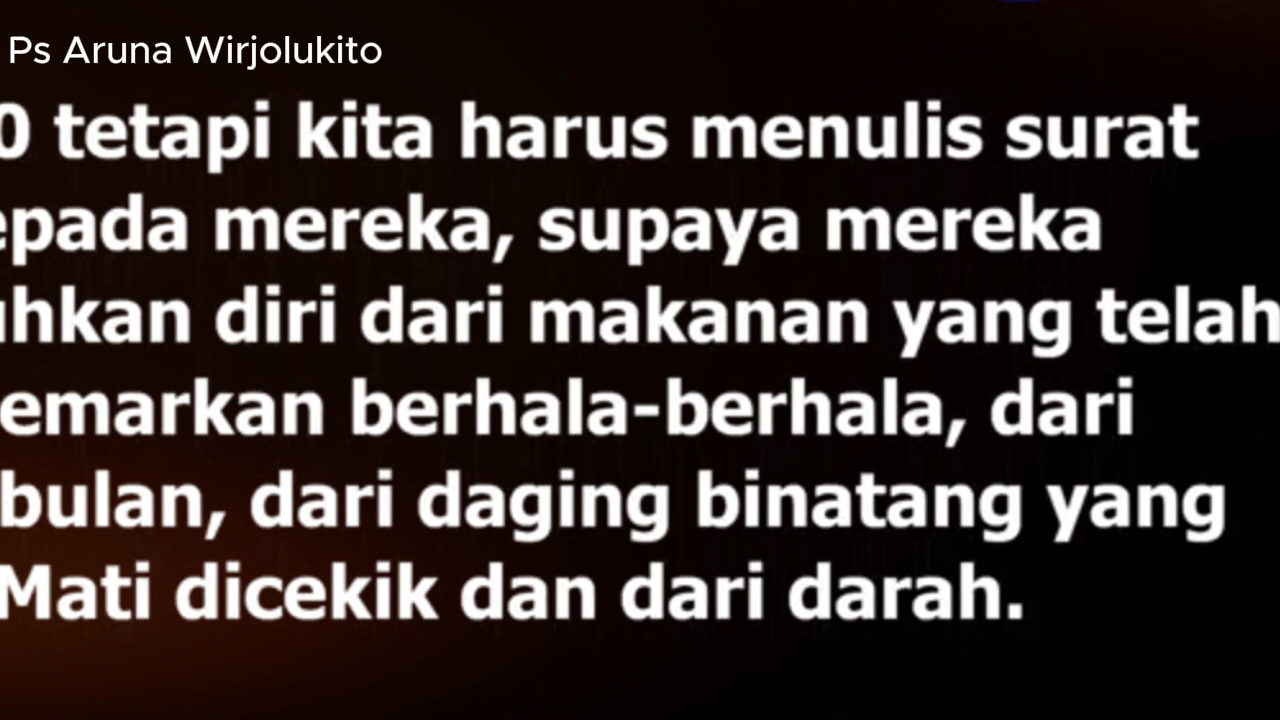 Ps Aruna Wirjolukito
0 tetapi kita harus menulis surat
epada mereka, supaya mereka
uhkan diri dari makanan yang telah
emarkan berhala-berhala, dari
bulan, dari daging binatang yang
Mati dicekik dan dari darah.